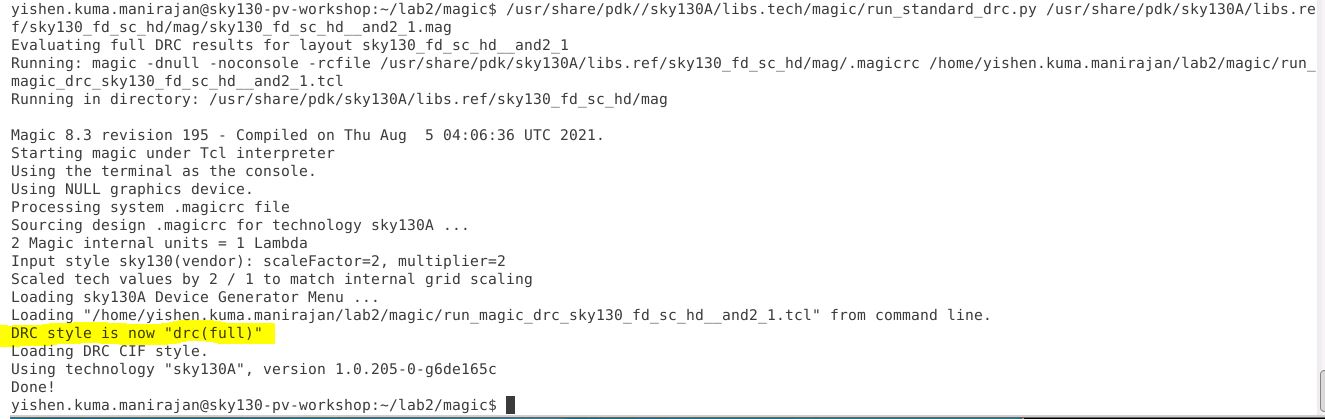 yishen.kuma.manirajan@sky130-pv-workshop:~/lab2/magic$ /usr/share/pdk//sky130A/libs.tech/magic/run_standard_drc.py /usr/share/pdk/sky130A/libs.re
f/sky130_fd_sc_hd/mag/sky130_fd_sc_hd__and2_1.mag
Evaluating full DRC results for layout sky130_fd_sc_hd__and2_1
Running: magic -dnull -noconsole -rcfile /usr/share/pdk/sky130A/libs.ref/sky130_fd_sc_hd/mag/.magicrc /home/yishen.kuma.manirajan/lab2/magic/run_
magic_drc_sky130_fd_sc_hd__and2_1.tcl
Running in directory: /usr/share/pdk/sky130A/libs.ref/sky130_fd_sc_hd/mag
Magic 8.3 revision 195 - Compiled on Thu Aug  5 04:06:36 UTC 2021.
Starting magic under Tcl interpreter
Using the terminal as the console.
Using NULL graphics device.
Processing system .magicrc file
Sourcing design .magicrc for technology sky130A ...
2 Magic internal units = 1 Lambda
Input style sky130(vendor): scaleFactor=2, multiplier=2
Scaled tech values by 2 / 1 to match internal grid scaling
Loading sky130A Device Generator Menu ...
Loading "/home/yishen.kuma.manirajan/lab2/magic/run_magic_drc_sky130_fd_sc_hd__and2_1.tcl" from command line.
DRC style is now "drc(full)"
Loading DRC CIF style.
Using technology "sky130A", version 1.0.205-0-g6de165c
Done!
yishen.kuma.manirajan@sky130-pv-workshop:~/lab2/magic$